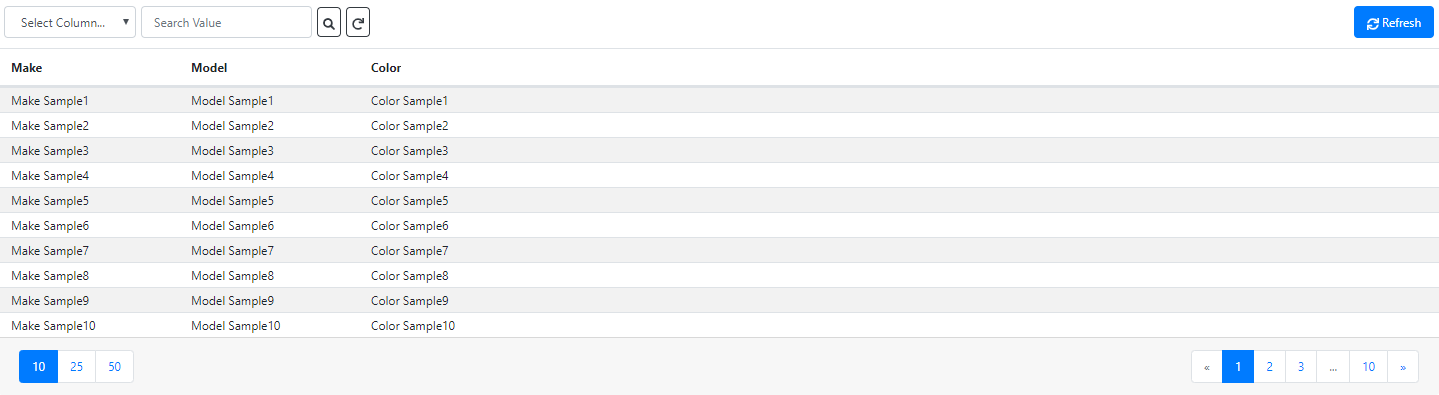 Select Column... Search Value Refresh
Make Model Color
Make Sample1 Model Sample1 Color Sample1
Make Sample2 Model Sample2 Color Sample2
Make Sample3 Model Sample3 Color Sample3
Make Sample4 Model Sample4 Color Sample4
Make Sample5 Model Sample5 Color Sample5
Make Sample6 Model Sample6 Color Sample6
Make Sample7 Model Sample7 Color Sample7
Make Sample8 Model Sample8 Color Sample8
Make Sample9 Model Sample9 Color Sample9
Make Sample10 Model Sample10 Color Sample10
10 25 50 « 1 2 3 ... 10 »